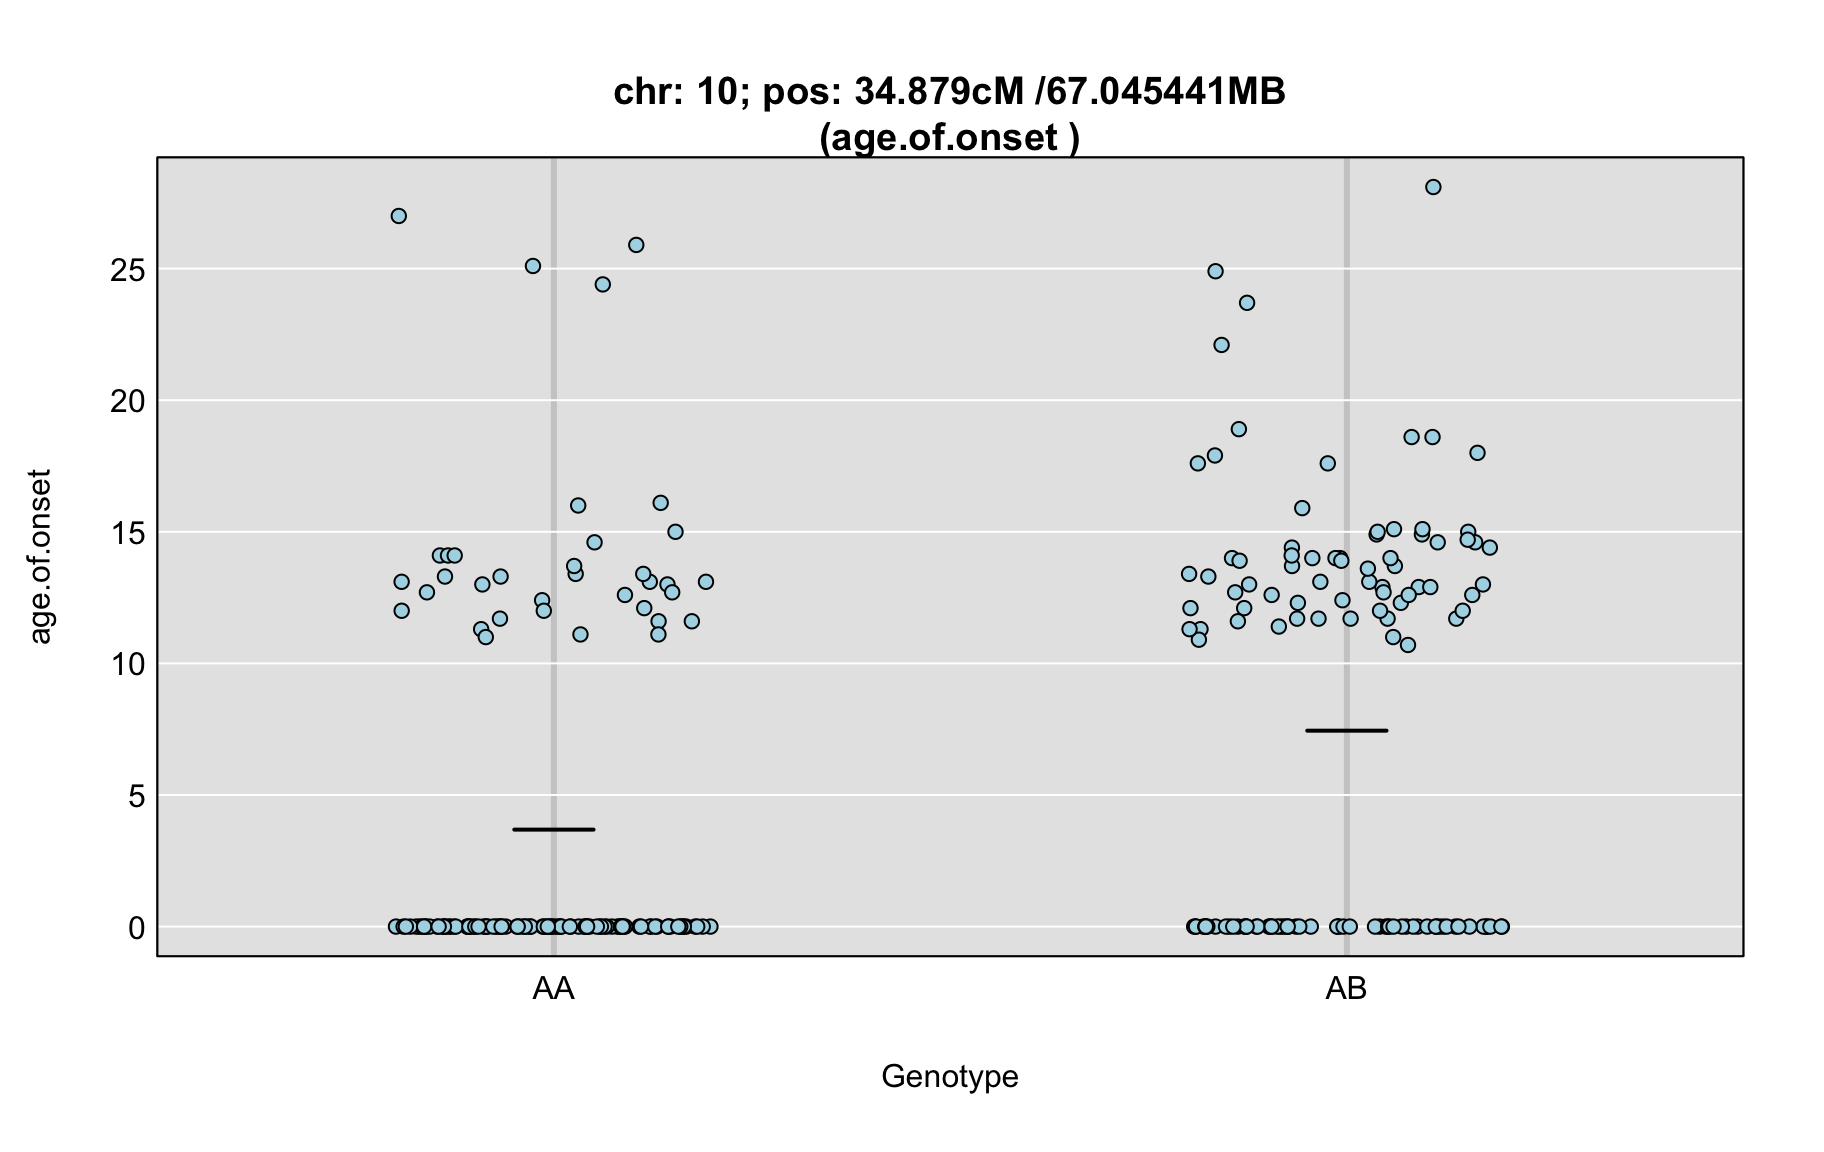 chr: 10; pos: 34.879cM /67.045441MB
(age.of.onset )
age.of.onset
25
20
15
10
5
0
AA
AB
Genotype